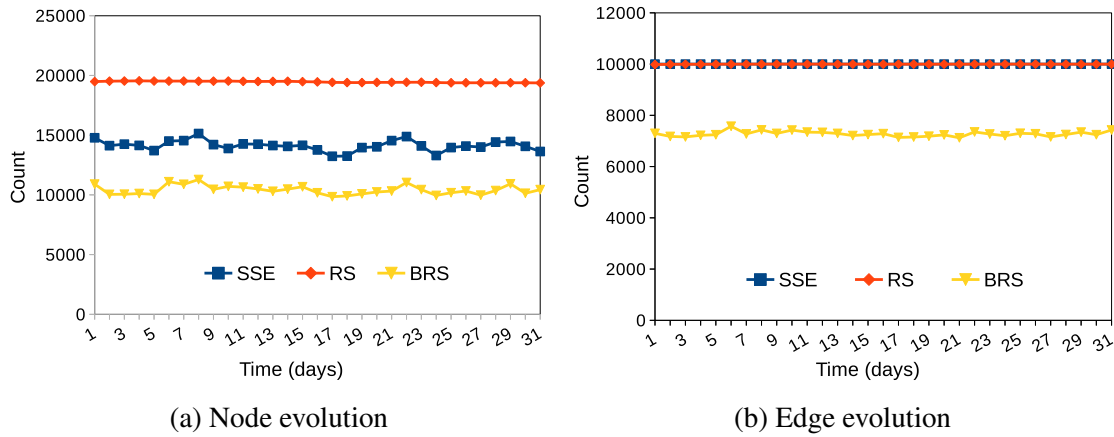 25000
20000
15000
10000
5000
0
Count
SSE RS BRS
1 3 5 7 9 11 13 15 17 19 21 23 25 27 29 31
Time (days)
(a) Node evolution
12000
10000
8000
6000
4000
2000
0
Count
SSE RS BRS
1 3 5 7 9 11 13 15 17 19 21 23 25 27 29 31
Time (days)
(b) Edge evolution